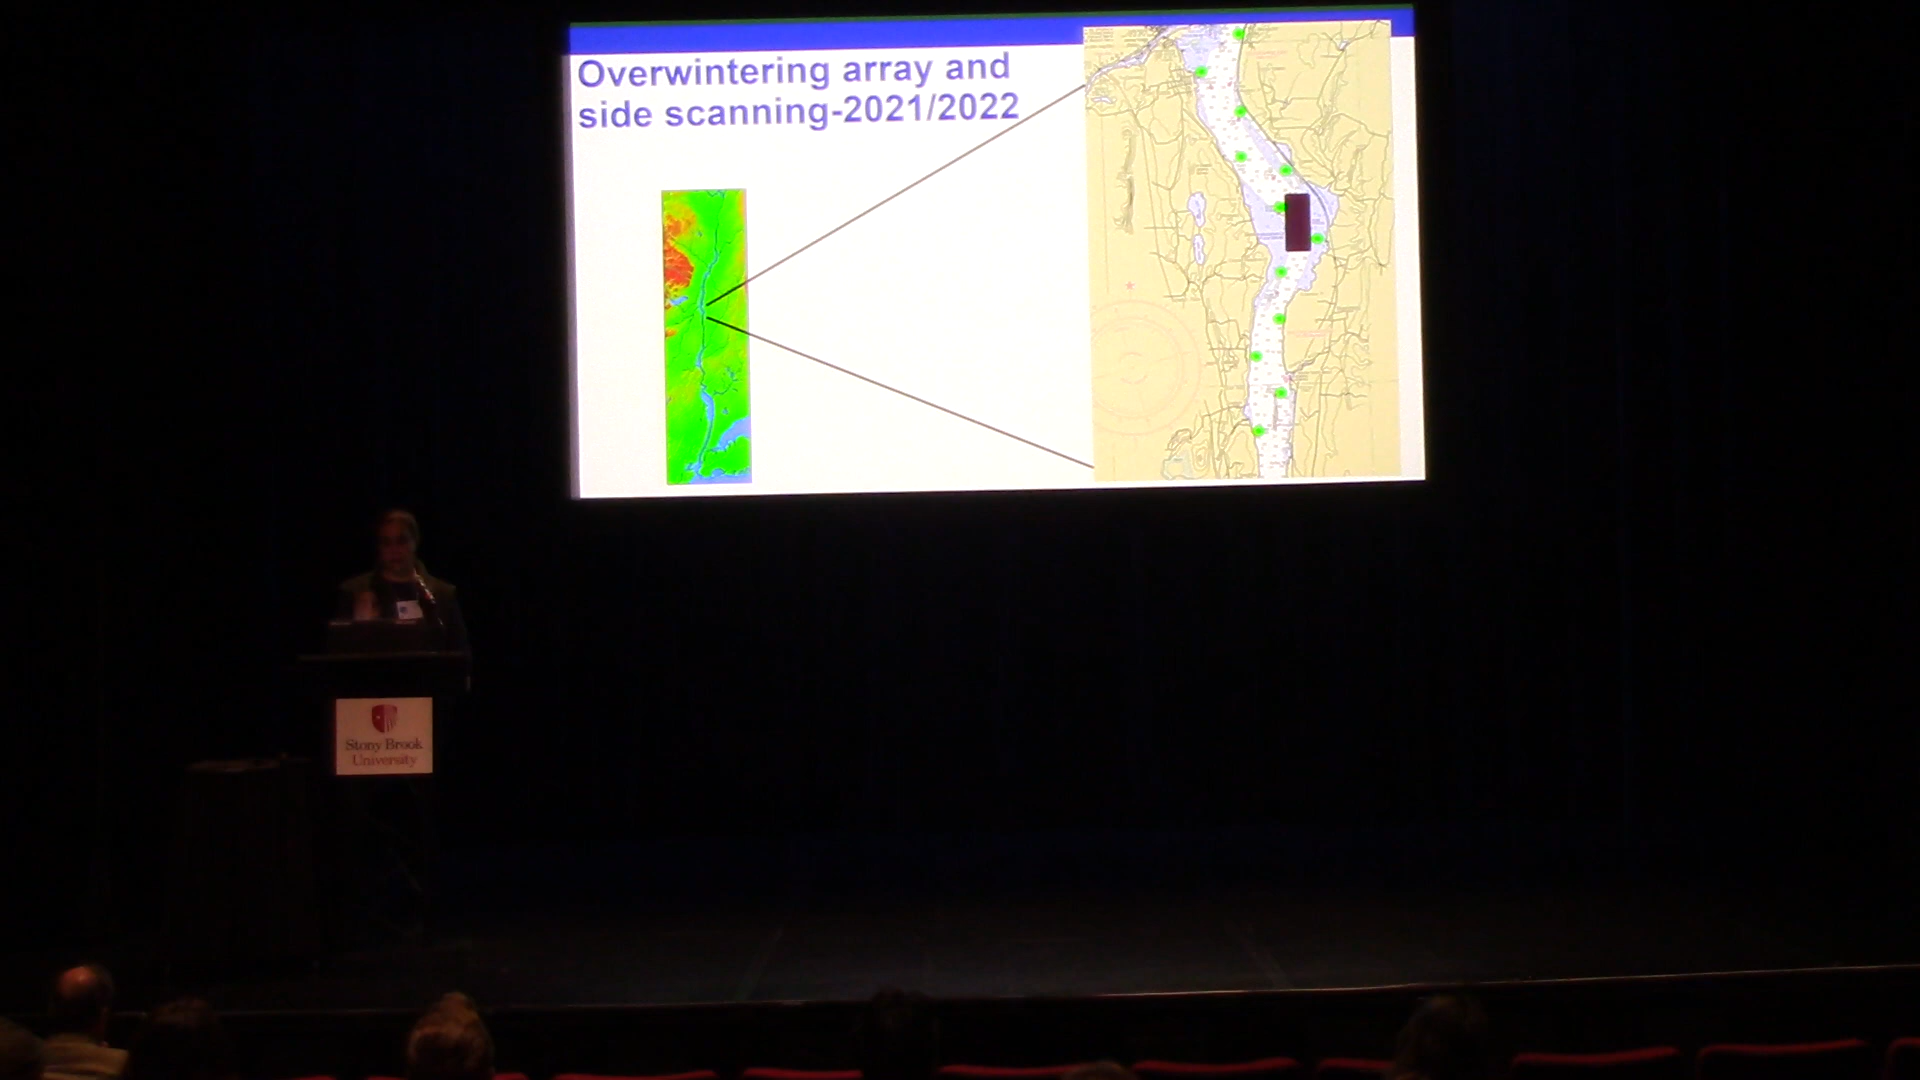 Overwintering array and
side scanning-2021/2022
Stony Brook
University